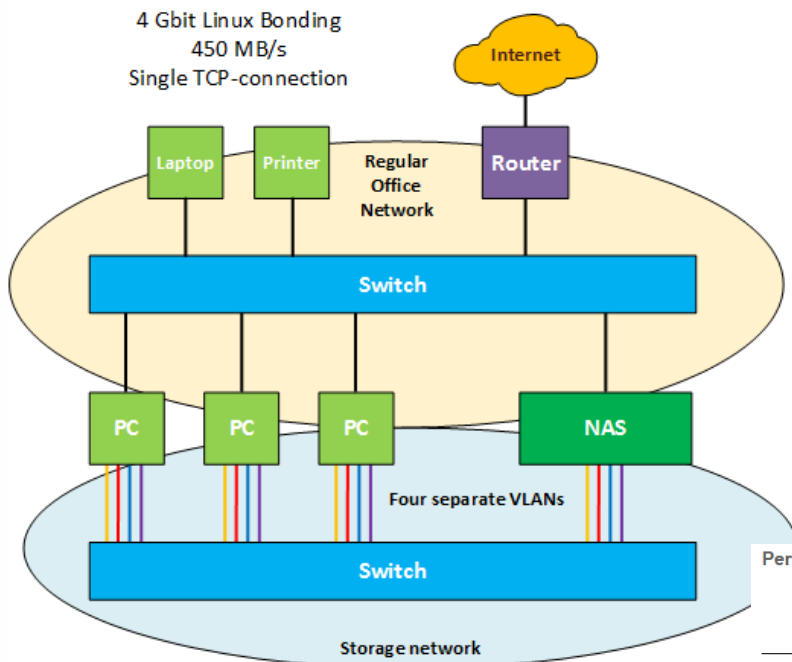 4 Gbit Linux Bonding
450 MB/s
Single TCP-connection
Internet
Laptop
Printer
Regular
Office
Network
Router
Switch
PC
PC
PC
NAS
Four separate VLANs
Switch
Per
Storage network